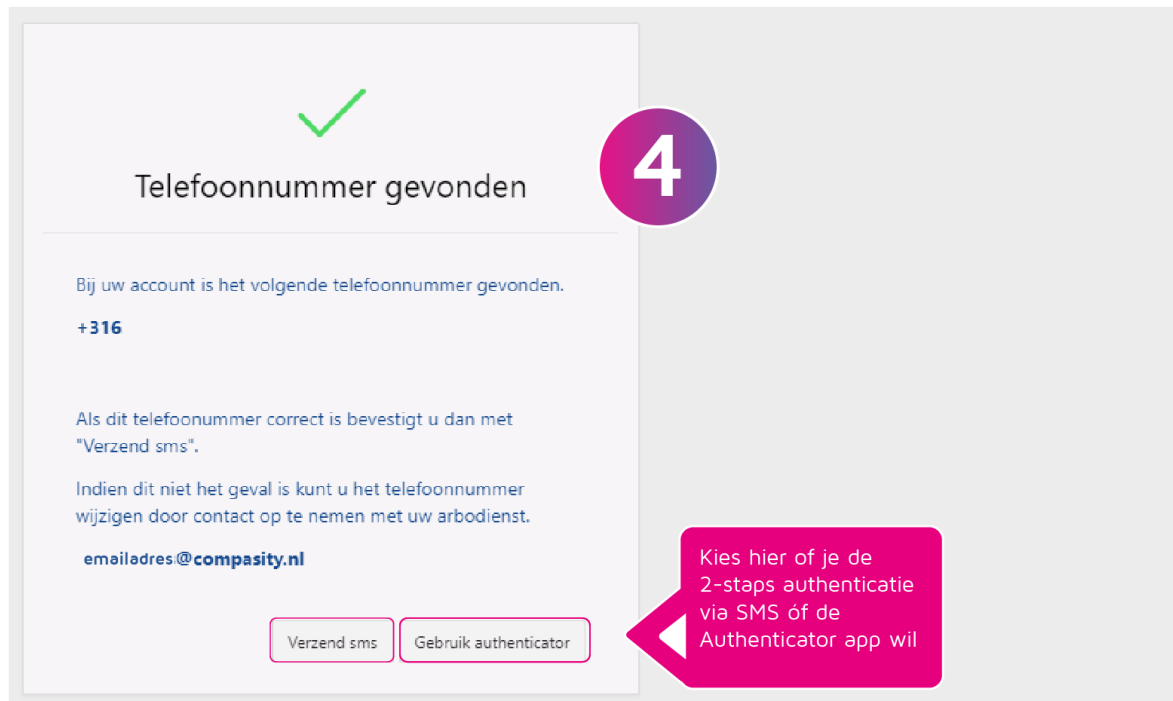 4
Telefoonnummer gevonden
Bij uw account is het volgende telefoonnummer gevonden.
+316
Als dit telefoonummer correct is bevestigt u dan met
"Verzend sms".
Indien dit niet het geval is kunt u het telefoonnummer
wijzigen door contact op te nemen met uw arbodienst.
emailadres@compasity.nl
Verzend sms
Gebruik authenticator
Kies hier of je de
2-staps authenticatie
via SMS óf de
Authenticator app wil